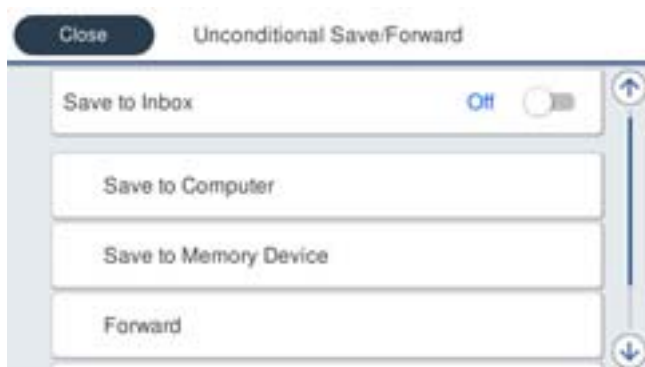 Close Unconditional Save/Forward
Save to Inbox Off
Save to Computer
Save to Memory Device
Forward